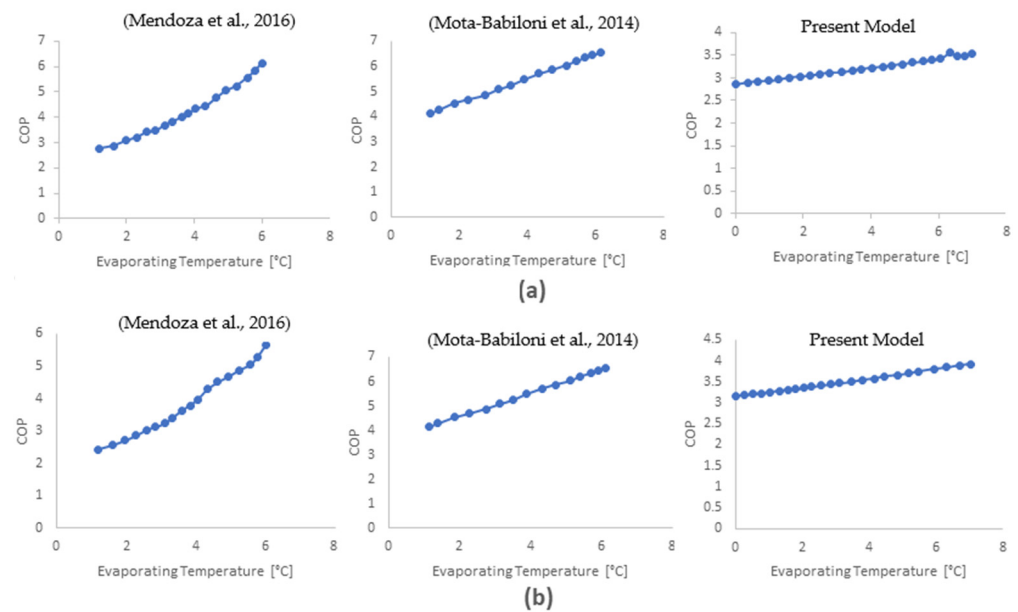 (Mendoza et al., 2016)
7
6
5
4
3
2
1
0
COP
0 2 4 6 8
Evaporating Temperature [°C]
(Mota-Babiloni et al., 2014)
7
6
5
4
3
2
1
0
COP
0 2 4 6 8
Evaporating Temperature [°C]
Present Model
4
3.5
3
2.5
2
1.5
1
0.5
0
COP
0 2 4 6 8
Evaporating Temperature [°C]
(a)
(Mendoza et al., 2016)
6
5
4
3
2
1
0
COP
0 2 4 6 8
Evaporating Temperature [°C]
(Mota-Babiloni et al., 2014)
7
6
5
4
3
2
1
0
COP
0 2 4 6 8
Evaporating Temperature [°C]
Present Model
4.5
4
3.5
3
2.5
2
1.5
1
0.5
0
COP
0 2 4 6 8
Evaporating Temperature [°C]
(b)